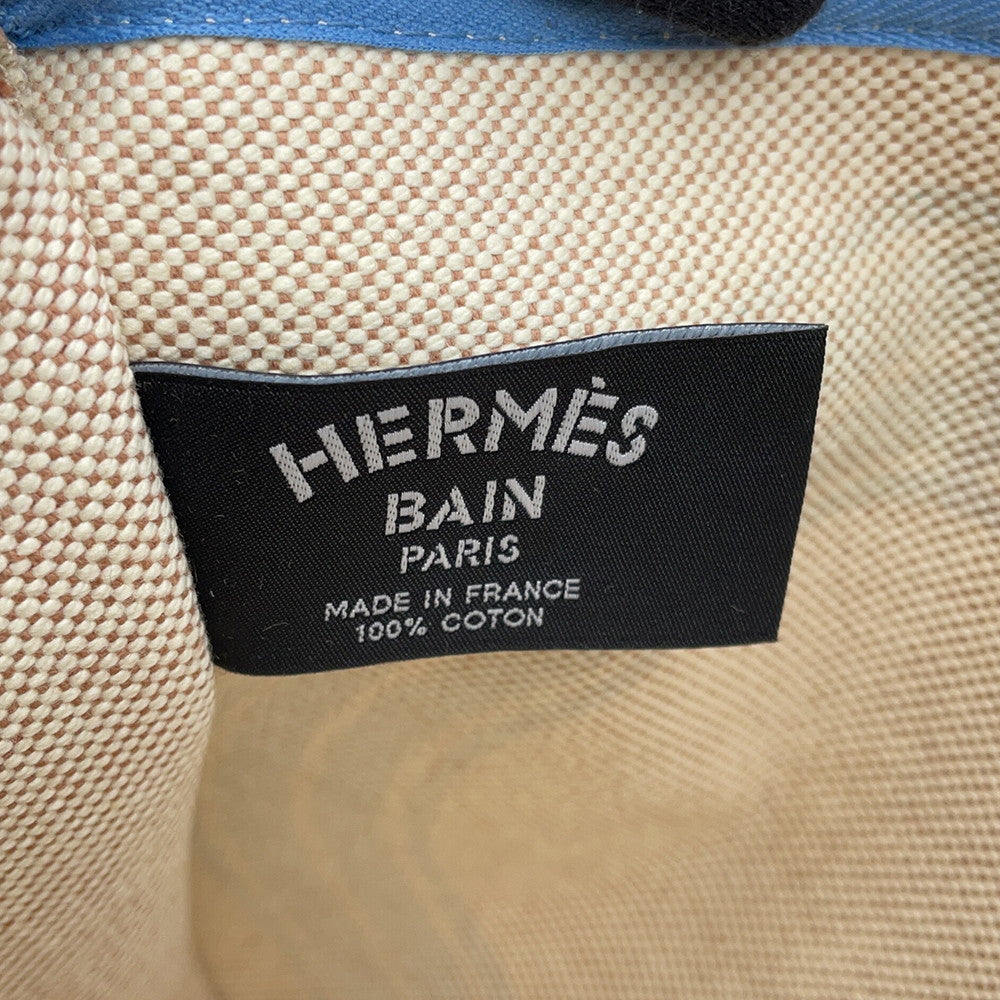 HERMÈS
BAIN
PARIS
MADE IN FRANCE
100% COTON